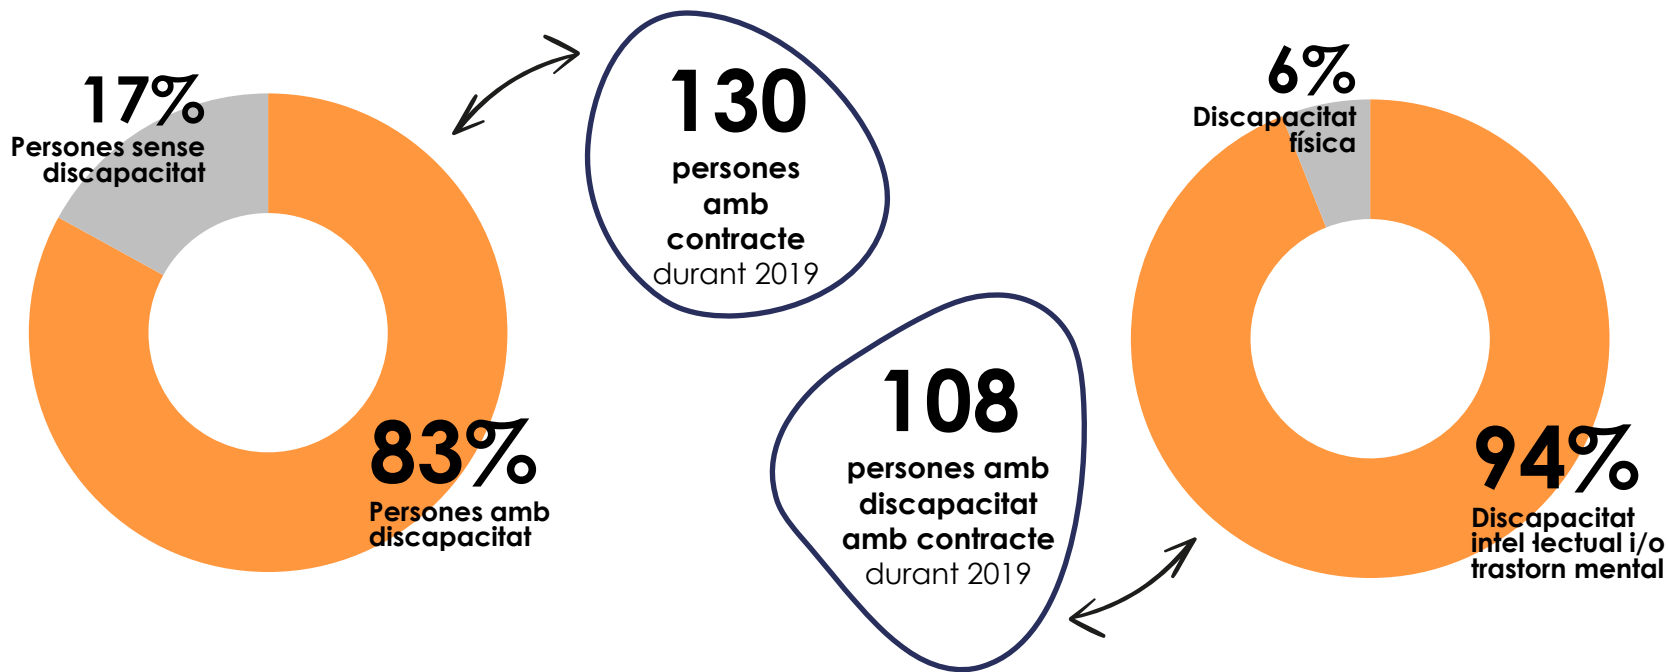 17%
Persones sense
discapacitat
83%
Persones amb
discapacitat
130
persones
amb
contracte
durant 2019
108
persones amb
discapacitat
amb contracte
durant 2019
6%
Discapacitat
física
94%
Discapacitat
intel·lectual i/o
trastorn mental